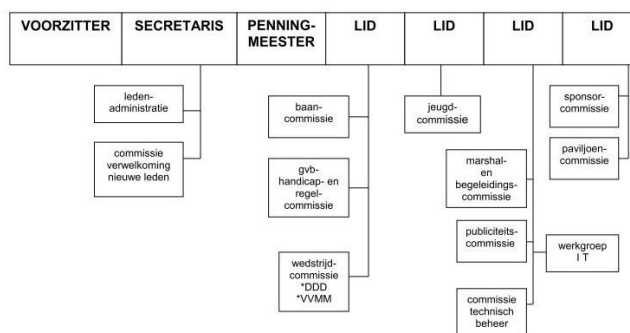 VOORZITTER
SECRETARIS
PENNING-
MEESTER
LID
LID
LID
LID
leden-
administratie
commissie
verwelkoming
nieuwe leden
baan-
commissie
gvb-
handicap- en
regel-
commissie
wedstrijd-
commissie
*DDD
*VVMM
jeugd-
commissie
marshal-
en
begeleidings-
commissie
publiciteits-
commissie
commissie
technisch
beheer
werkgroep
I T
sponsor-
commissie
paviljoen-
commissie